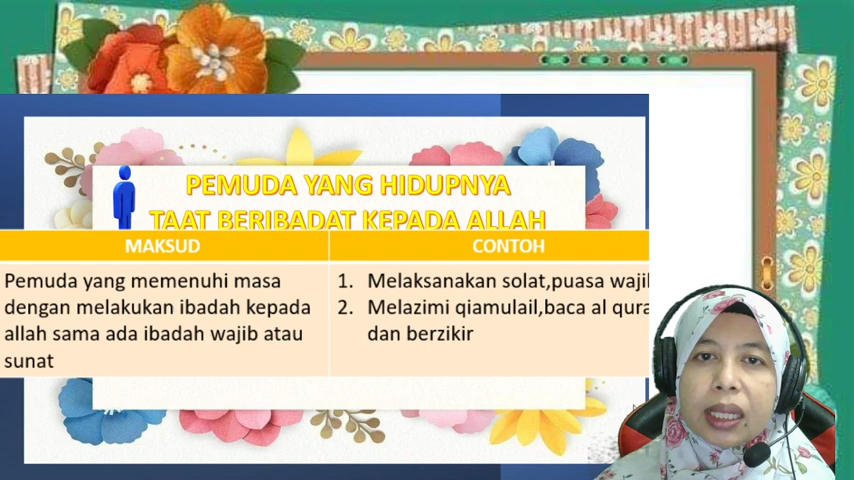 PEMUDA YANG HIDUPNYA
TAAT BERIBADAT KEPADA ALLAH
MAKSUD
CONTOH
Pemuda yang memenuhi masa
dengan melakukan ibadah kepada
allah sama ada ibadah wajib atau
sunat
1. Melaksanakan solat,puasa wajib
2. Melazimi qiamulail,baca al qura
dan berzikir